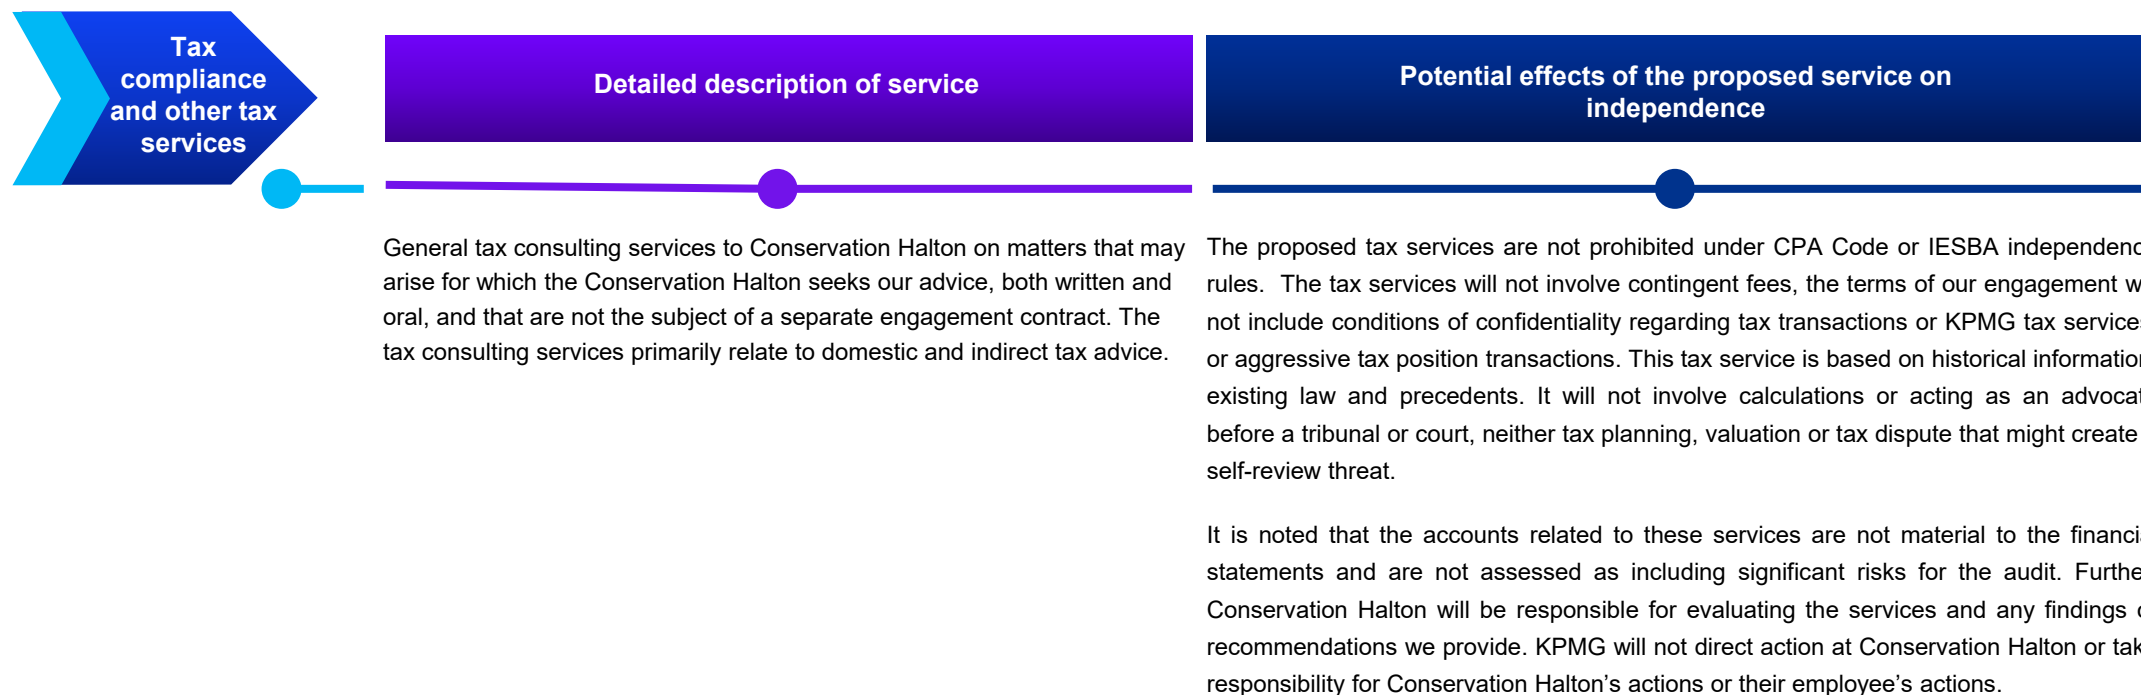 Tax
compliance
and other tax
services
Detailed description of service
Potential effects of the proposed service on
independence
General tax consulting services to Conservation Halton on matters that may
arise for which the Conservation Halton seeks our advice, both written and
oral, and that are not the subject of a separate engagement contract. The
tax consulting services primarily relate to domestic and indirect tax advice.
The proposed tax services are not prohibited under CPA Code or IESBA independenc
rules. The tax services will not involve contingent fees, the terms of our engagement w
not include conditions of confidentiality regarding tax transactions or KPMG tax services
or aggressive tax position transactions. This tax service is based on historical information
existing law and precedents. It will not involve calculations or acting as an advocat
before a tribunal or court, neither tax planning, valuation or tax dispute that might create
self-review threat.
It is noted that the accounts related to these services are not material to the financi
statements and are not assessed as including significant risks for the audit. Furthe
Conservation Halton will be responsible for evaluating the services and any findings
recommendations we provide. KPMG will not direct action at Conservation Halton or tak
responsibility for Conservation Halton's actions or their employee's actions.